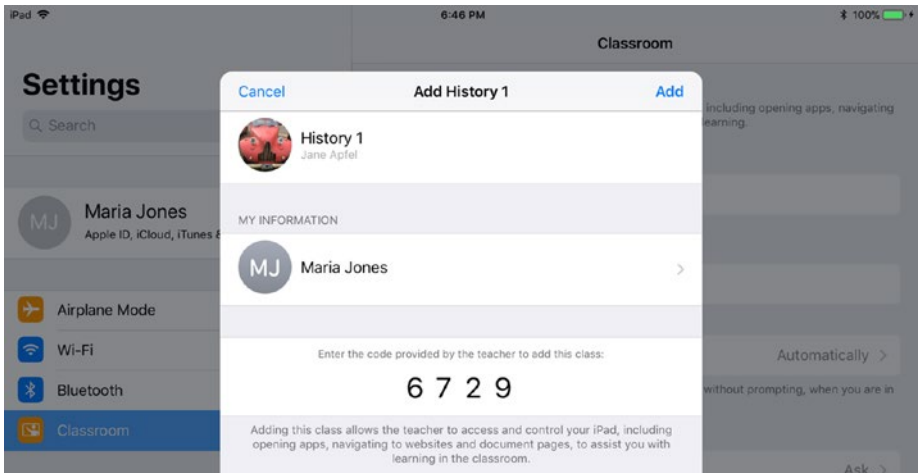 iPad
6:46 PM
100%
Settings
Classroom
Search
including opening apps, navigating
learning.
MJ
Maria Jones
Apple ID, iCloud, iTunes &
Airplane Mode
Wi-Fi
Bluetooth
Classroom
Cancel
Add History 1
Add
History 1
Jane Apfel
MY INFORMATION
MJ
Maria Jones
Enter the code provided by the teacher to add this class:
6 7 2 9
Adding this class allows the teacher to access and control your iPad, including
opening apps, navigating to websites and document pages, to assist you with
learning in the classroom.
Automatically
without prompting, when you are in
Ask